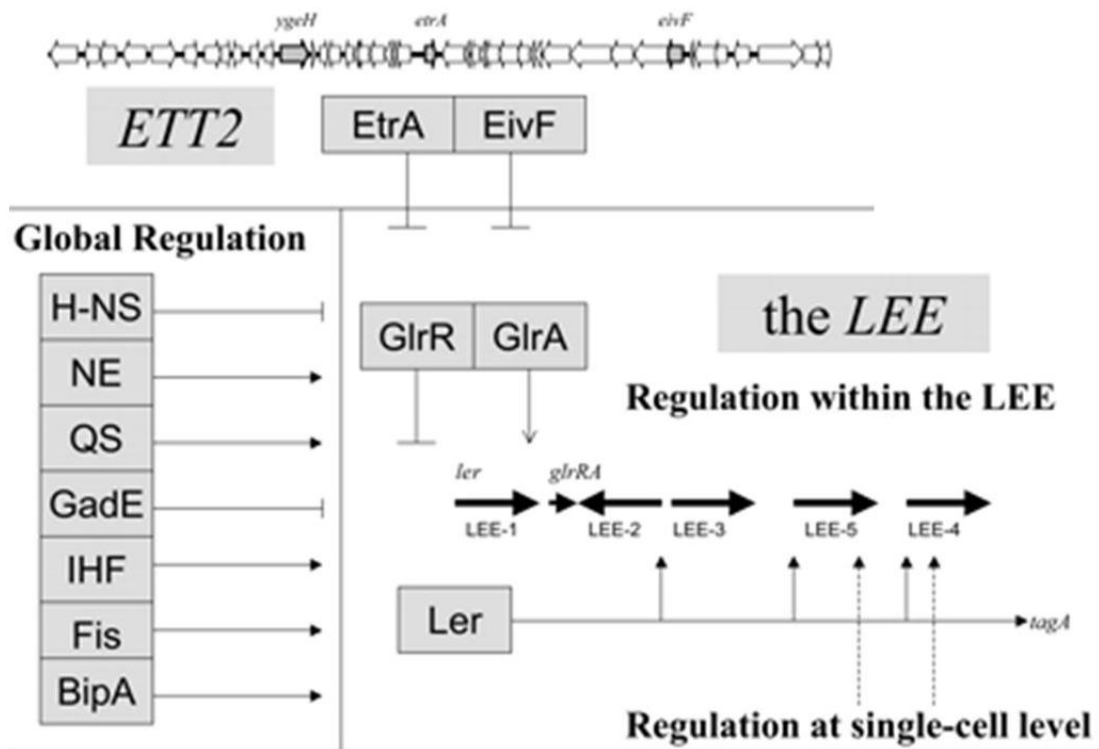 ygeH etrA eivF
ETT2
EtrA EivF
Global Regulation
H-NS
NE
QS
GadE
IHF
Fis
BipA
GlrR GlrA
the LEE
Regulation within the LEE
ler glrRA
LEE-1 LEE-2 LEE-3 LEE-5 LEE-4
Ler
tagA
Regulation at single-cell level